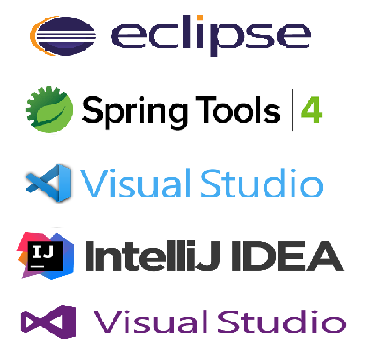 eclipse
Spring Tools | 4
Visual Studio
IJ IntelliJ IDEA
Visual Studio